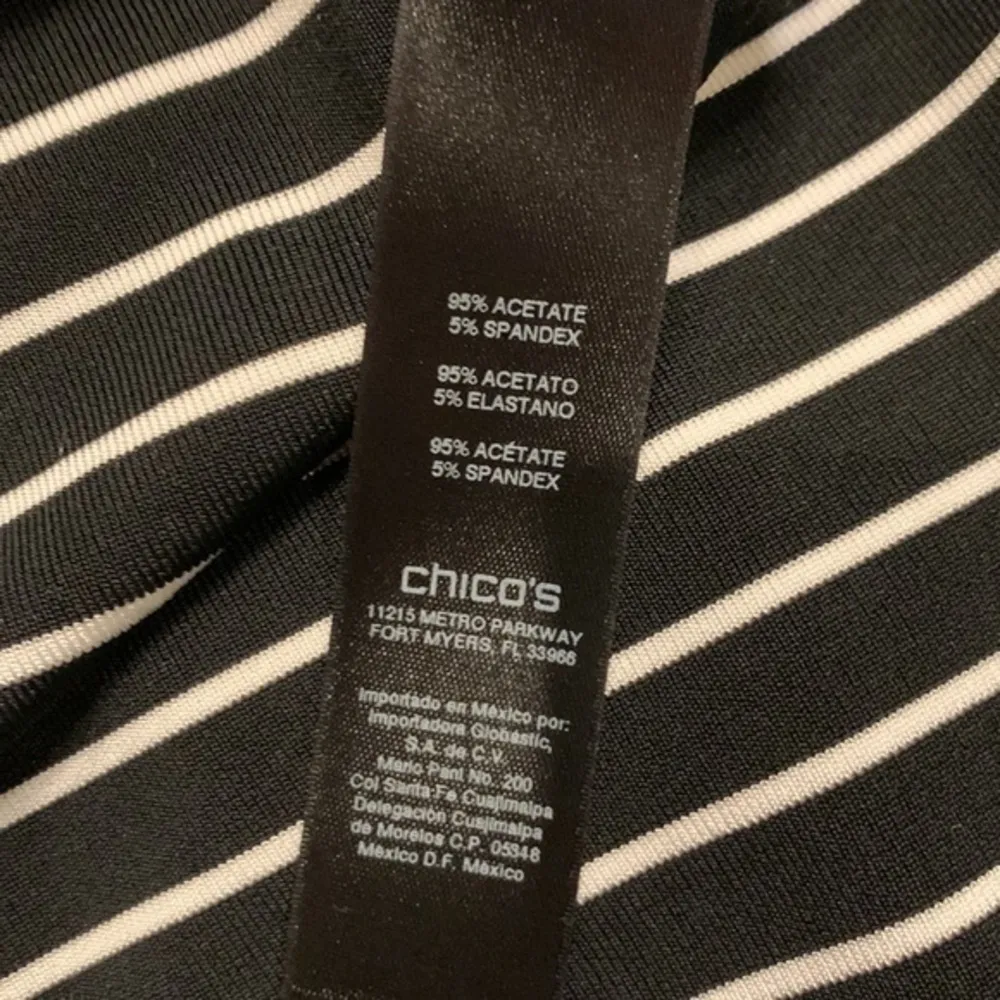 95% ACETATE
5% SPANDEX
95% ACETATO
5% ELASTANO
95% ACÉTATE
5% SPANDEX
chico's
11215 METRO PARKWAY
FORT MYERS, FL 33966
Importado en México por:
Importadora Globastic,
S.A. de C.V.
Mario Pani No. 200
Col Santa Fe Cuajimalpa
Delegación Cuajimalpa
de Morelos C.P. 05348
México D.F. México